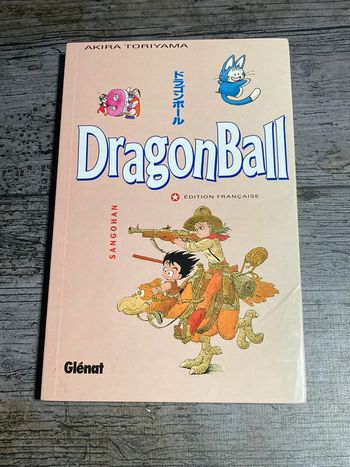 AKIRA TORIYAMA
9
ドラゴンボール
DragonBall
ÉDITION FRANÇAISE
SANGOHAN
Glénat